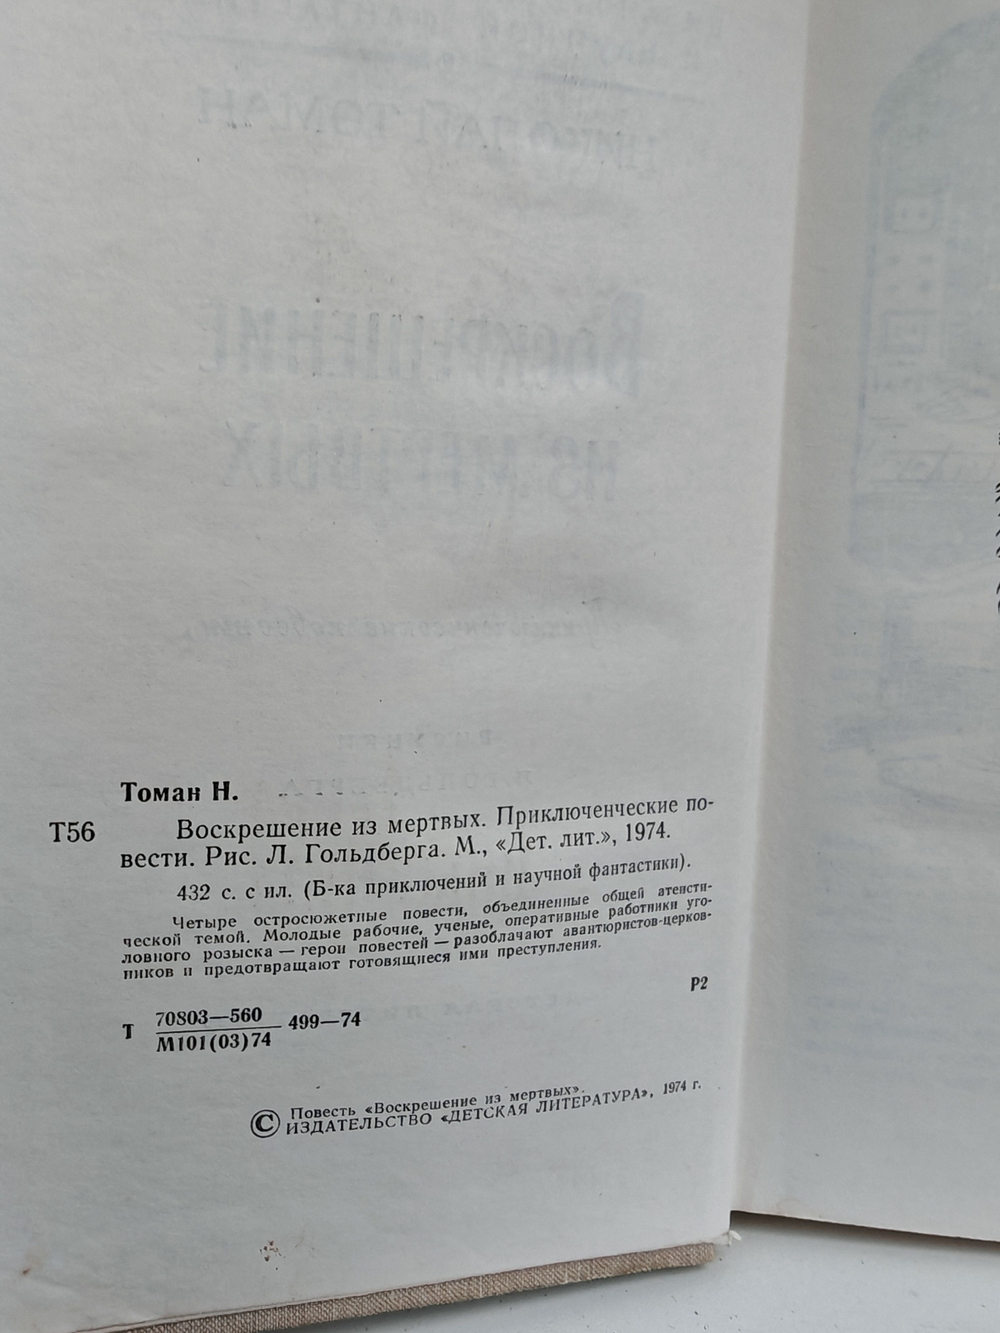 Томан Н.
Т56 Воскрешение из мертвых. Приключенческие по-
вести. Рис. Л. Гольдберга. М., «Дет. лит.», 1974.
432 с. с ил. (Б-ка приключений и научной фантастики).
Четыре остросюжетные повести, объединенные общей атеисти-
ческой темой. Молодые рабочие, ученые, оперативные работники уго-
ловного розыска — герои повестей — разоблачают авантюристов-церков-
ников и предотвращают готовящиеся ими преступления.
Р2
70803—560
Т 499—74
М101(03)74
Повесть «Воскрешение из мертвых».
© ИЗДАТЕЛЬСТВО «ДЕТСКАЯ ЛИТЕРАТУРА», 1974 г.